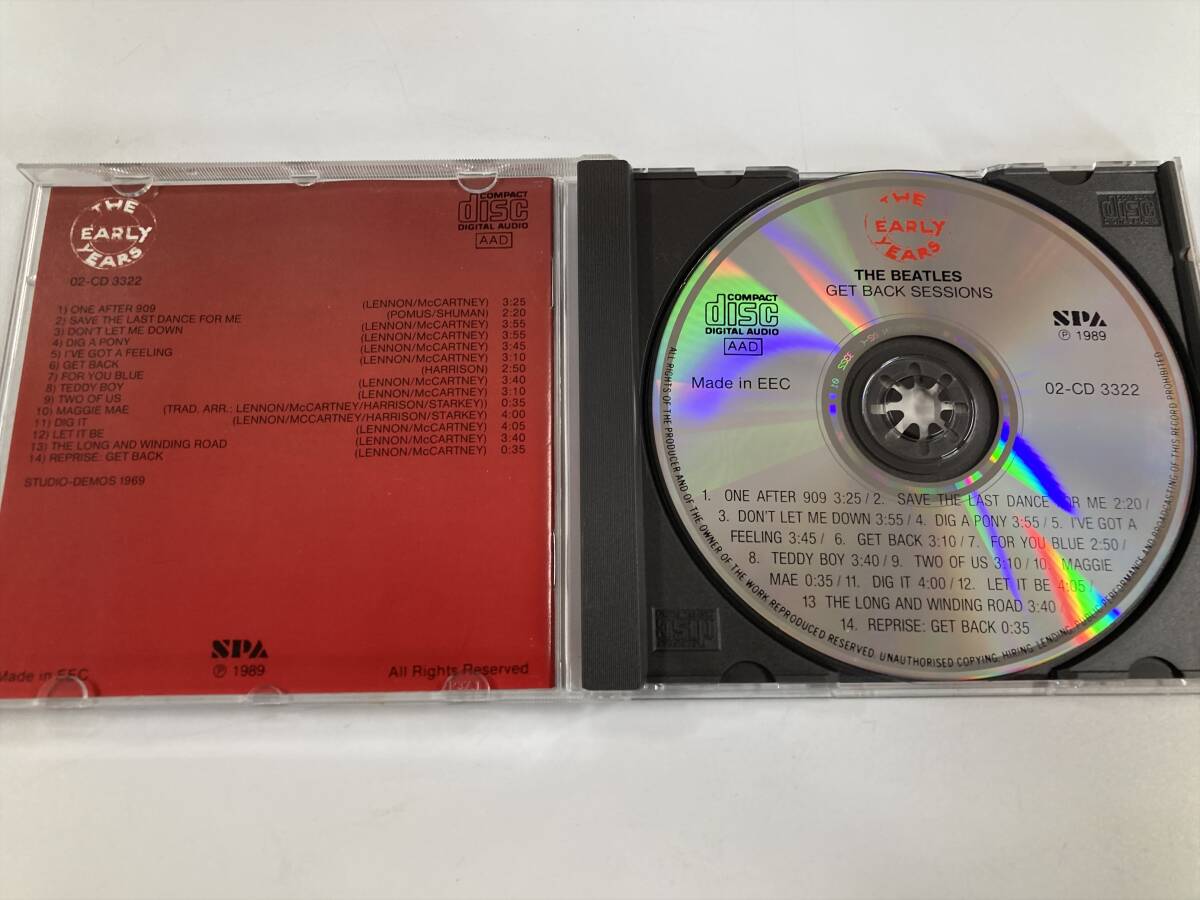 THE
EARLY
YEARS
02-CD 3322
COMPACT
disc
DIGITAL AUDIO
AAD
1) ONE AFTER 909 (LENNON/McCARTNEY) 3:25
2) SAVE THE LAST DANCE FOR ME (POMUS/SHUMAN) 2:20
3) DON'T LET ME DOWN (LENNON/McCARTNEY) 3:55
4) DIG A PONY (LENNON/McCARTNEY) 3:55
5) I'VE GOT A FEELING (LENNON/McCARTNEY) 3:45
6) GET BACK (LENNON/McCARTNEY) 3:10
7) FOR YOU BLUE (HARRISON) 2:50
8) TEDDY BOY (LENNON/McCARTNEY) 3:40
9) TWO OF US (LENNON/McCARTNEY) 3:10
10) MAGGIE MAE (TRAD. ARR.: LENNON/McCARTNEY/HARRISON/STARKEY) 0:35
11) DIG IT (LENNON/McCARTNEY/HARRISON/STARKEY) 4:00
12) LET IT BE (LENNON/McCARTNEY) 4:05
13) THE LONG AND WINDING ROAD (LENNON/McCARTNEY) 3:40
14) REPRISE: GET BACK (LENNON/McCARTNEY) 0:35
STUDIO-DEMOS 1969
SPA
℗ 1989
Made in EEC
All Rights Reserved
THE
EARLY
YEARS
THE BEATLES
GET BACK SESSIONS
COMPACT
disc
DIGITAL AUDIO
AAD
SPA
℗ 1989
Made in EEC
02-CD 3322
1. ONE AFTER 909 3:25 / 2. SAVE THE LAST DANCE FOR ME 2:20 /
3. DON'T LET ME DOWN 3:55 / 4. DIG A PONY 3:55 / 5. I'VE GOT A
FEELING 3:45 / 6. GET BACK 3:10 / 7. FOR YOU BLUE 2:50 /
8. TEDDY BOY 3:40 / 9. TWO OF US 3:10 / 10. MAGGIE
MAE 0:35 / 11. DIG IT 4:00 / 12. LET IT BE 4:05 /
13 THE LONG AND WINDING ROAD 3:40 /
14. REPRISE: GET BACK 0:35
ALL RIGHTS OF THE PRODUCER AND OF THE OWNER OF THE WORK REPRODUCED RESERVED. UNAUTHORISED COPYING, HIRING, LENDING, PUBLIC PERFORMANCE AND BROADCASTING OF THIS RECORD PROHIBITED
COMPACT
disc